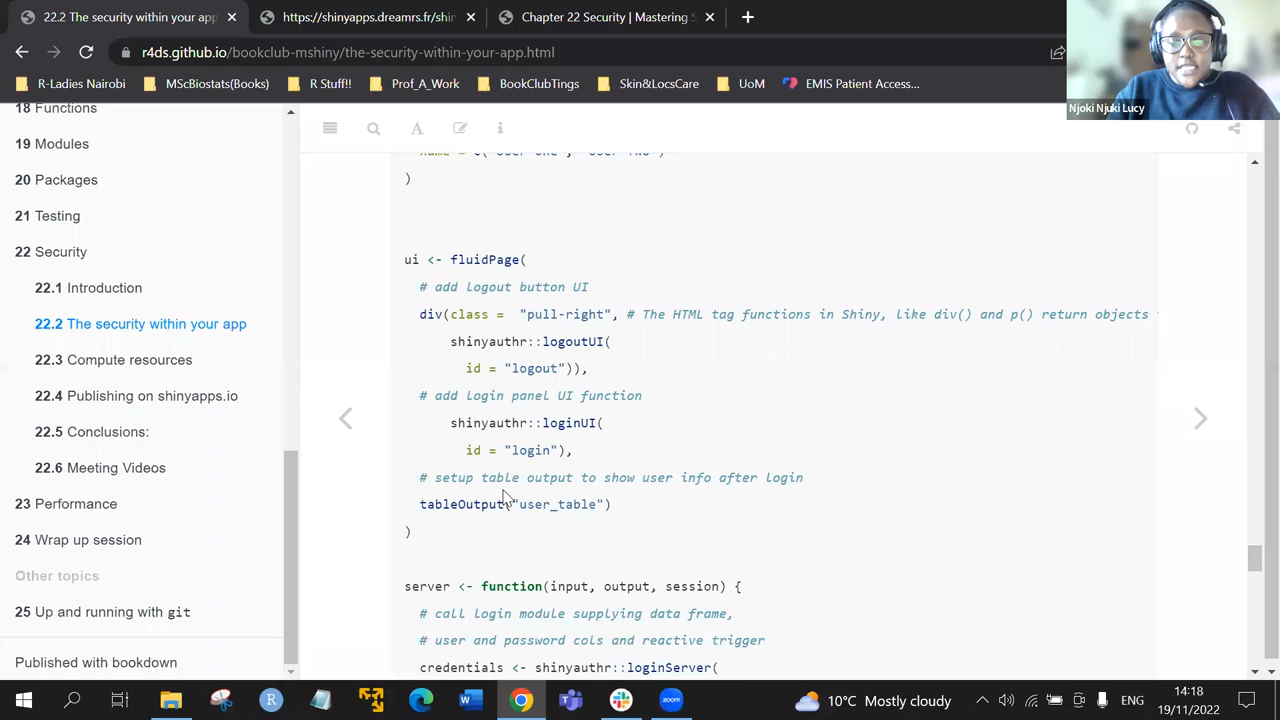 22.2 The security within your app
https://shinyapps.dreamrs.fr/shin
Chapter 22 Security | Mastering S
r4ds.github.io/bookclub-mshiny/the-security-within-your-app.html
R-Ladies Nairobi
MScBiostats(Books)
R Stuff!!
Prof_A_Work
BookClubTings
Skin&LocsCare
UoM
EMIS Patient Access...
Njoki Njuki Lucy
18 Functions
19 Modules
20 Packages
21 Testing
22 Security
22.1 Introduction
22.2 The security within your app
22.3 Compute resources
22.4 Publishing on shinyapps.io
22.5 Conclusions:
22.6 Meeting Videos
23 Performance
24 Wrap up session
Other topics
25 Up and running with git
Published with bookdown
)
ui <- fluidPage(
# add logout button UI
div(class = "pull-right", # The HTML tag functions in Shiny, like div() and p() return objects
shinyauthr::logoutUI(
id = "logout")),
# add login panel UI function
shinyauthr::loginUI(
id = "login"),
# setup table output to show user info after login
tableOutput("user_table")
)
server <- function(input, output, session) {
# call login module supplying data frame,
# user and password cols and reactive trigger
credentials <- shinyauthr::loginServer(
10°C Mostly cloudy
ENG
14:18
19/11/2022